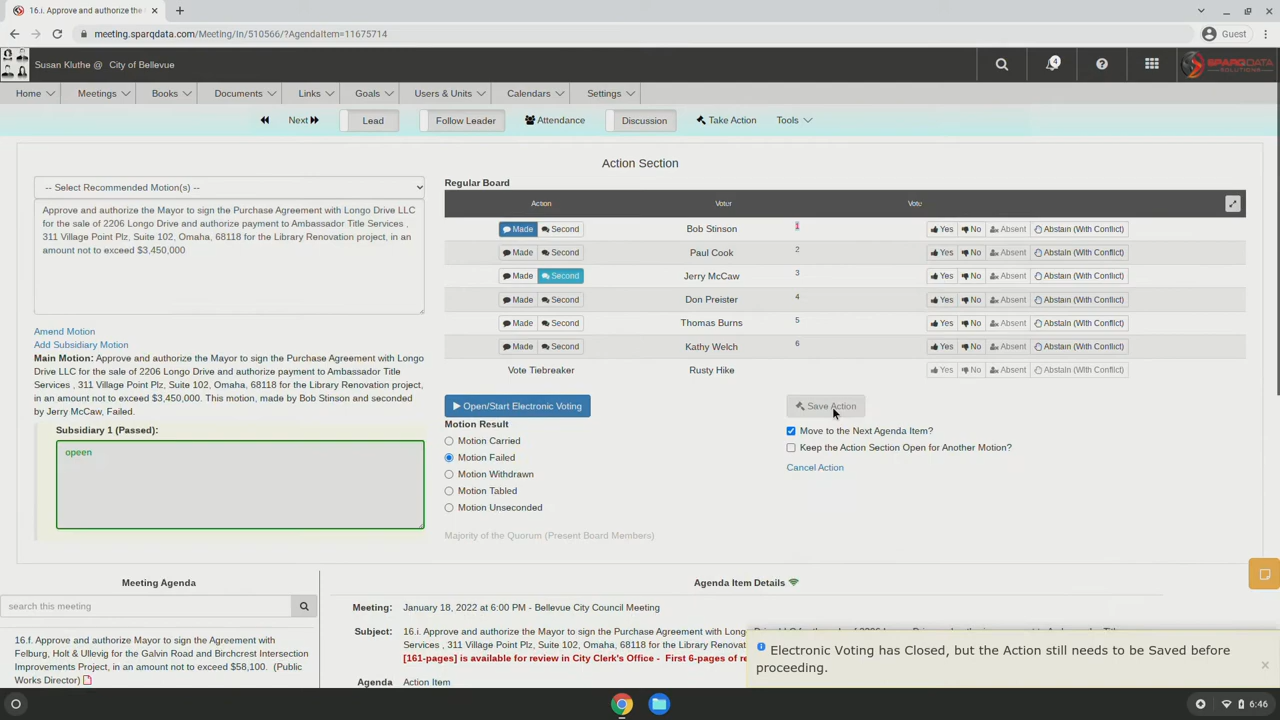 16.i. Approve and authorize the
meeting.sparqdata.com/Meeting/In/510566/?AgendaItem=11675714
Guest
Susan Kluthe @ City of Bellevue
4
SPARQDATA
SOLUTIONS
Home Meetings Books Documents Links Goals Users & Units Calendars Settings
Next Lead Follow Leader Attendance Discussion Take Action Tools
Action Section
-- Select Recommended Motion(s) --
Approve and authorize the Mayor to sign the Purchase Agreement with Longo Drive LLC
for the sale of 2206 Longo Drive and authorize payment to Ambassador Title Services ,
311 Village Point Plz, Suite 102, Omaha, 68118 for the Library Renovation project, in an
amount not to exceed $3,450,000
Amend Motion
Add Subsidiary Motion
Main Motion: Approve and authorize the Mayor to sign the Purchase Agreement with Longo
Drive LLC for the sale of 2206 Longo Drive and authorize payment to Ambassador Title
Services , 311 Village Point Plz, Suite 102, Omaha, 68118 for the Library Renovation project,
in an amount not to exceed $3,450,000. This motion, made by Bob Stinson and seconded
by Jerry McCaw, Failed.
Subsidiary 1 (Passed):
opeen
Regular Board
Action Voter Vote
Made Second Bob Stinson 1 Yes No Absent Abstain (With Conflict)
Made Second Paul Cook 2 Yes No Absent Abstain (With Conflict)
Made Second Jerry McCaw 3 Yes No Absent Abstain (With Conflict)
Made Second Don Preister 4 Yes No Absent Abstain (With Conflict)
Made Second Thomas Burns 5 Yes No Absent Abstain (With Conflict)
Made Second Kathy Welch 6 Yes No Absent Abstain (With Conflict)
Vote Tiebreaker Rusty Hike Yes No Absent Abstain (With Conflict)
Open/Start Electronic Voting
Motion Result
Motion Carried
Motion Failed
Motion Withdrawn
Motion Tabled
Motion Unseconded
Majority of the Quorum (Present Board Members)
Save Action
Move to the Next Agenda Item?
Keep the Action Section Open for Another Motion?
Cancel Action
Meeting Agenda
search this meeting
16.f. Approve and authorize Mayor to sign the Agreement with
Felburg, Holt & Ullevig for the Galvin Road and Birchcrest Intersection
Improvements Project, in an amount not to exceed $58,100. (Public
Works Director)
Agenda Item Details
Meeting: January 18, 2022 at 6:00 PM - Bellevue City Council Meeting
Subject: 16.i. Approve and authorize the Mayor to sign the Purchase Agreement with Longo
Services , 311 Village Point Plz, Suite 102, Omaha, 68118 for the Library Renovation
[161-pages] is available for review in City Clerk's Office - First 6-pages of
Agenda Action Item
Electronic Voting has Closed, but the Action still needs to be Saved before
proceeding.
6:46